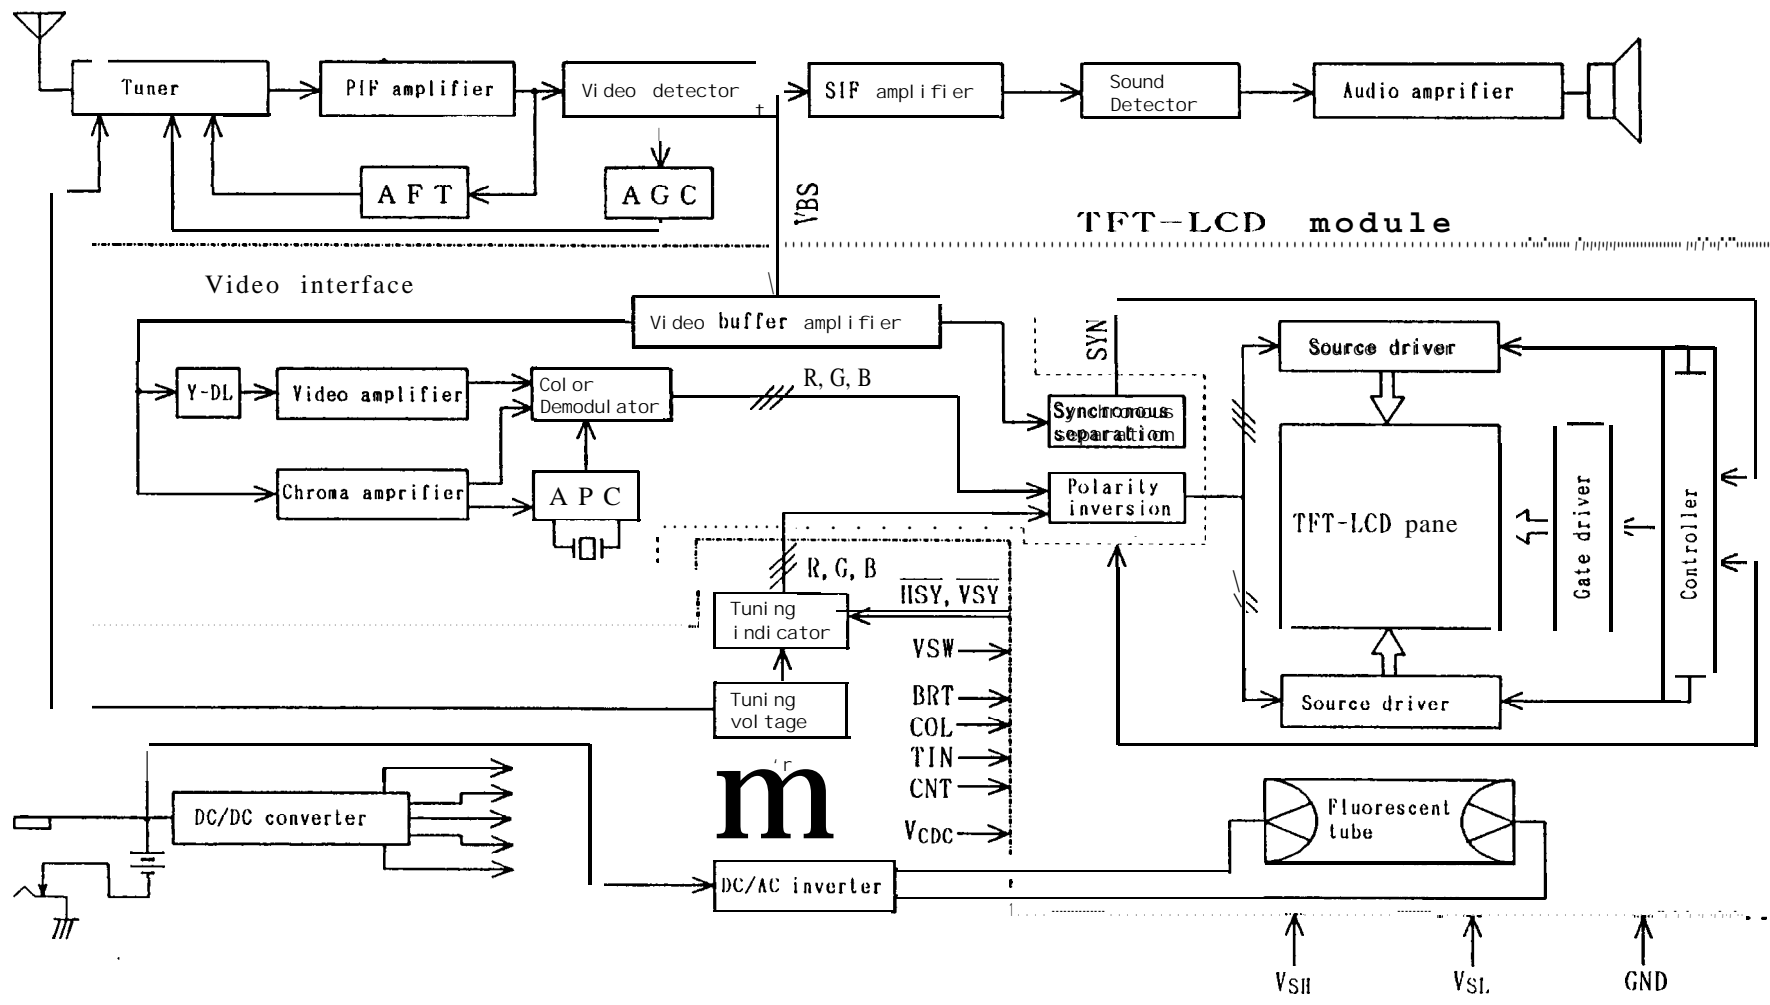 Tuner
PIF amplifier
Video detector
SIF amplifier
Sound
Detector
Audio amprifier
AFT
AGC
VBS
TFT-LCD module
Video interface
Video buffer amplifier
SYN
Source driver
Y-DL
Video amplifier
Color
Demodulator
R, G, B
Synchronous
separation
Chroma amprifier
APC
Polarity
inversion
TFT-LCD pane
Gate driver
Controller
R, G, B
HSY, VSY
Tuning
indicator
VSW
Tuning
voltage
BRT
COL
TIN
CNT
VCDC
Source driver
m
DC/DC converter
Fluorescent
tube
DC/AC inverter
VSH
VSL
GND